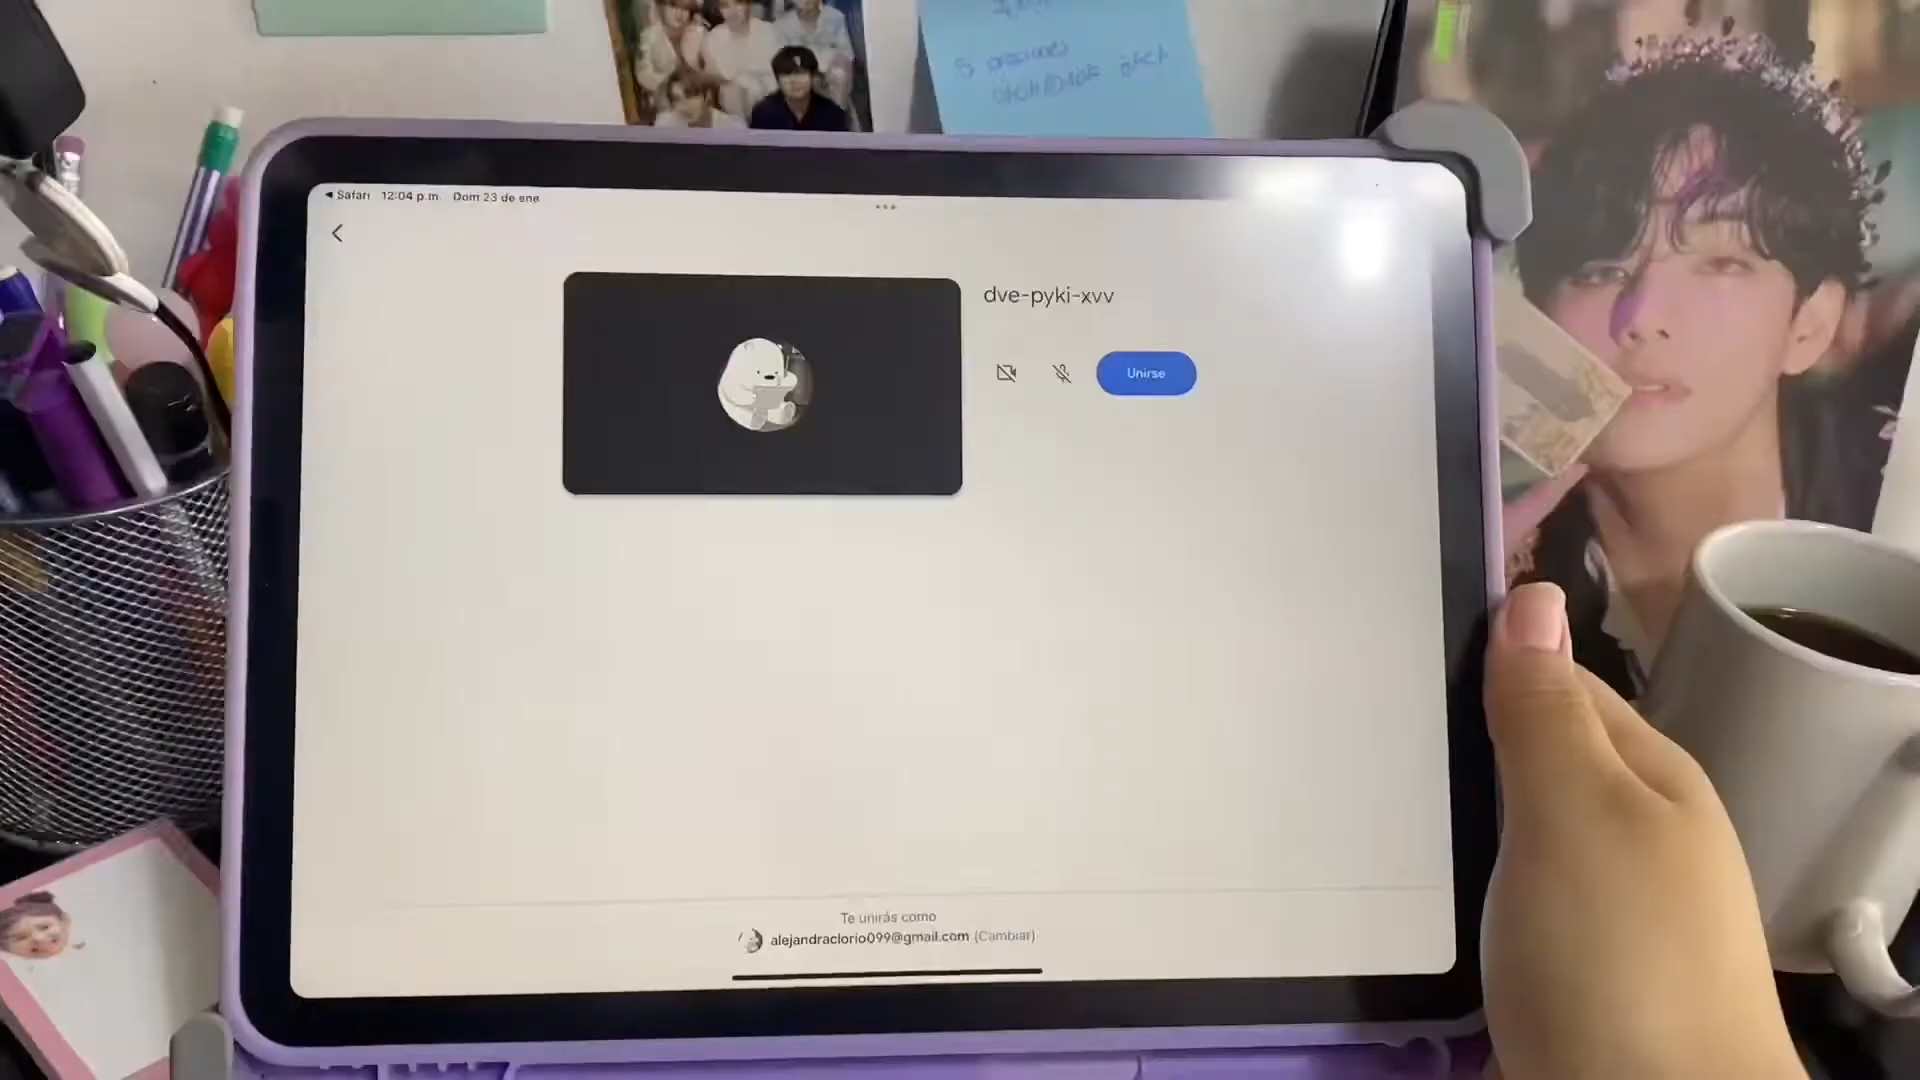 ◄ Safari 12:04 p.m. Dom 23 de ene
dve-pyki-xvv
Unirse
Te unirás como
alejandraclorio099@gmail.com (Cambiar)